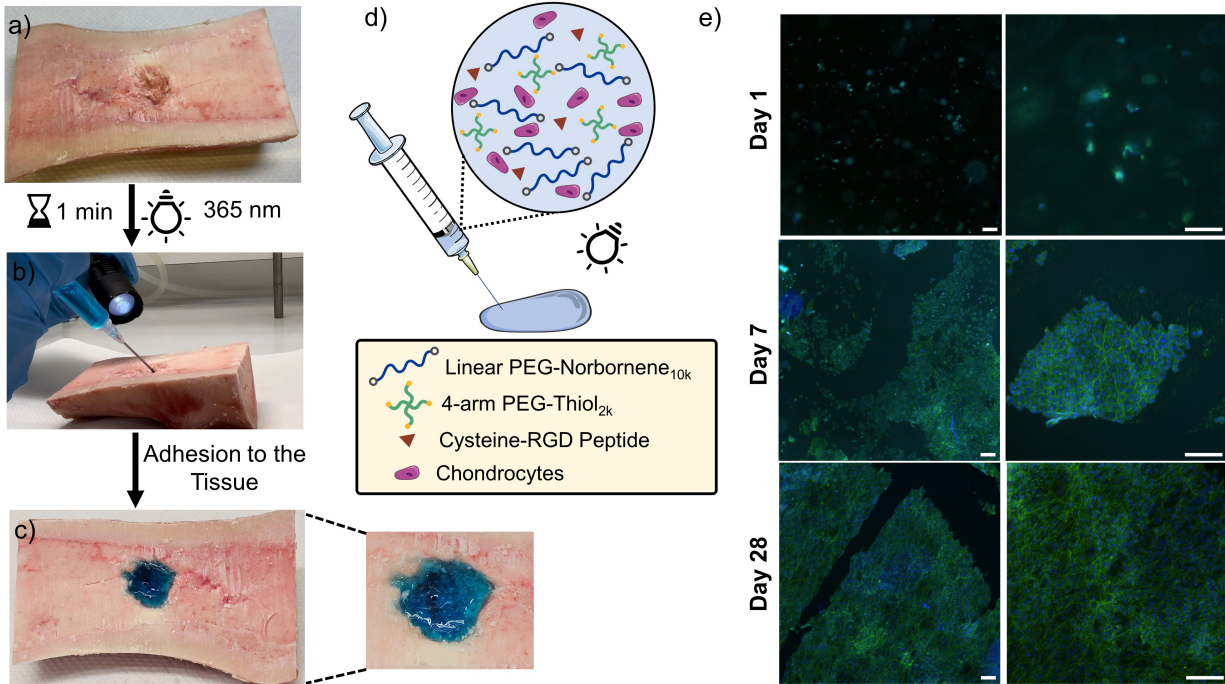 a)
1 min
365 nm
b)
Adhesion to the
Tissue
c)
d)
Linear PEG-Norbornene10k
4-arm PEG-Thiol2k
Cysteine-RGD Peptide
Chondrocytes
e)
Day 1
Day 7
Day 28